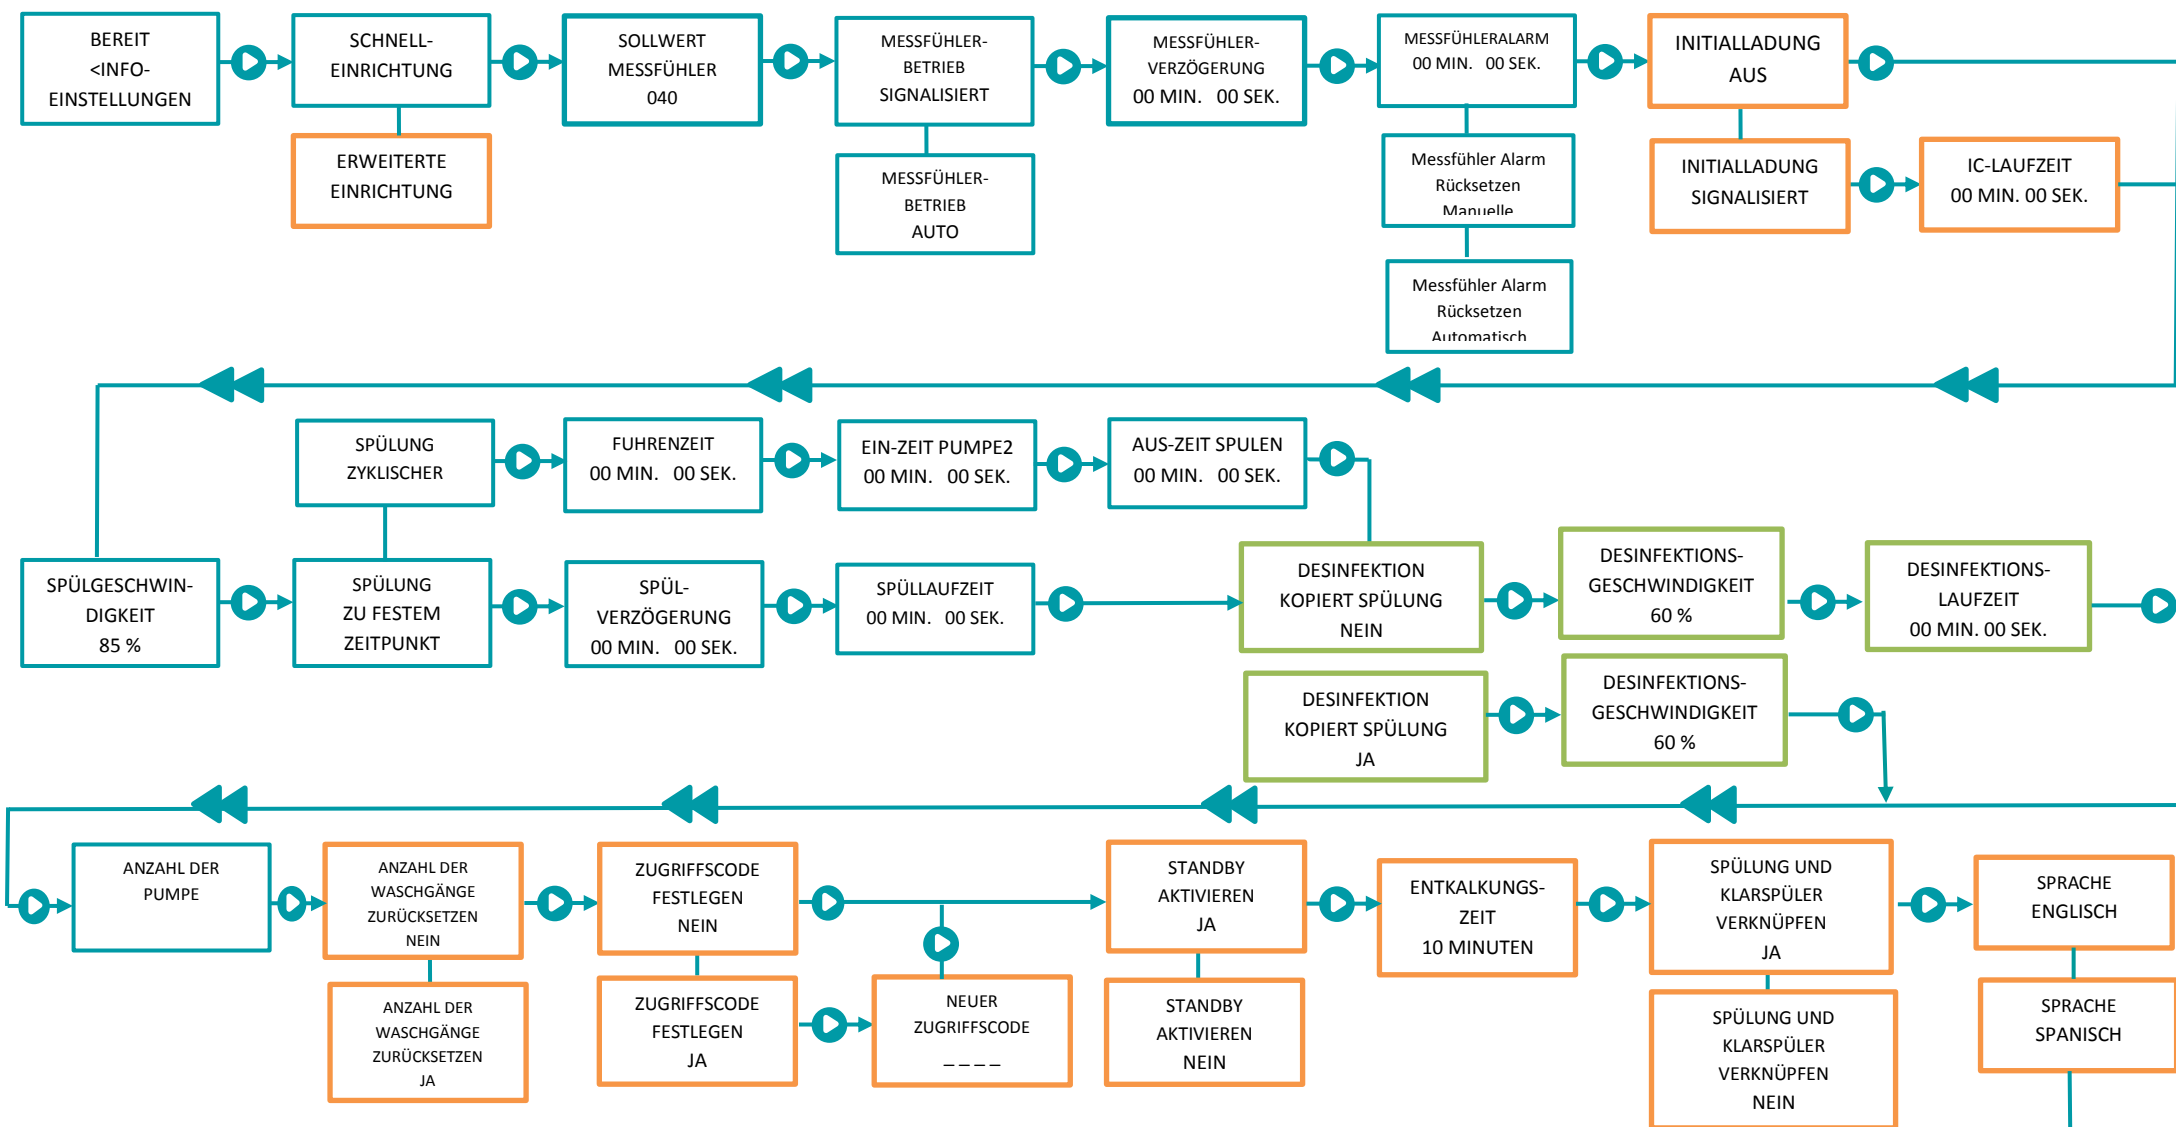 BEREIT
<INFO-
EINSTELLUNGEN
SCHNELL-
EINRICHTUNG
SOLLWERT
MESSFÜHLER
040
MESSFÜHLER-
BETRIEB
SIGNALISIERT
MESSFÜHLER-
VERZÖGERUNG
00 MIN. 00 SEK.
MESSFÜHLERALARM
00 MIN. 00 SEK.
INITIALLADUNG
AUS
ERWEITERTE
EINRICHTUNG
MESSFÜHLER-
BETRIEB
AUTO
Messfühler Alarm
Rücksetzen
Manuelle
INITIALLADUNG
SIGNALISIERT
IC-LAUFZEIT
00 MIN. 00 SEK.
Messfühler Alarm
Rücksetzen
Automatisch
SPÜLUNG
ZYKLISCHER
FUHRENZEIT
00 MIN. 00 SEK.
EIN-ZEIT PUMPE2
00 MIN. 00 SEK.
AUS-ZEIT SPULEN
00 MIN. 00 SEK.
SPÜLGESCHWIN-
DIGKEIT
85 %
SPÜLUNG
ZU FESTEM
ZEITPUNKT
SPÜL-
VERZÖGERUNG
00 MIN. 00 SEK.
SPÜLLAUFZEIT
00 MIN. 00 SEK.
DESINFEKTION
KOPIERT SPÜLUNG
NEIN
DESINFEKTIONS-
GESCHWINDIGKEIT
60 %
DESINFEKTIONS-
LAUFZEIT
00 MIN. 00 SEK.
DESINFEKTION
KOPIERT SPÜLUNG
JA
DESINFEKTIONS-
GESCHWINDIGKEIT
60 %
ANZAHL DER
PUMPE
ANZAHL DER
WASCHGÄNGE
ZURÜCKSETZEN
NEIN
ZUGRIFFSCODE
FESTLEGEN
NEIN
STANDBY
AKTIVIEREN
JA
ENTKALKUNGS-
ZEIT
10 MINUTEN
SPÜLUNG UND
KLARSPÜLER
VERKNÜPFEN
JA
SPRACHE
ENGLISCH
ANZAHL DER
WASCHGÄNGE
ZURÜCKSETZEN
JA
ZUGRIFFSCODE
FESTLEGEN
JA
NEUER
ZUGRIFFSCODE
_ _ _ _
STANDBY
AKTIVIEREN
NEIN
SPÜLUNG UND
KLARSPÜLER
VERKNÜPFEN
NEIN
SPRACHE
SPANISCH